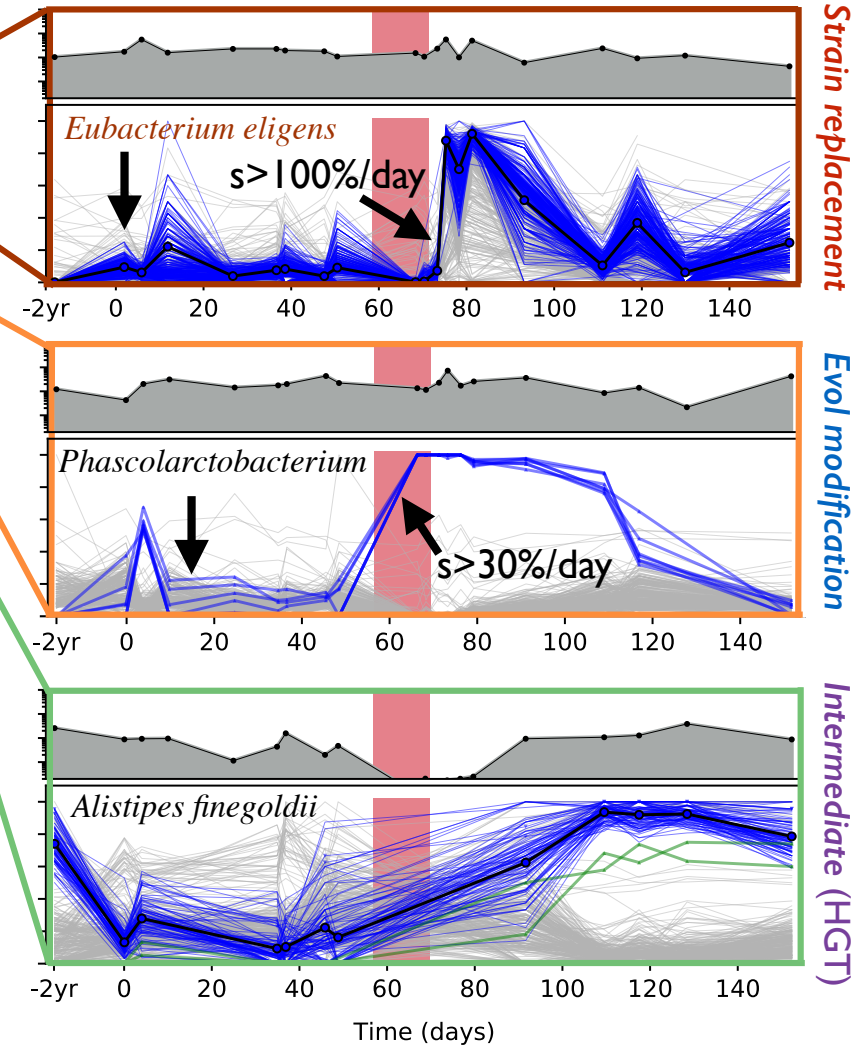 Strain replacement
Eubacterium eligens
s>100%/day
-2yr 0 20 40 60 80 100 120 140
Evol modification
Phascolarctobacterium
s>30%/day
-2yr 0 20 40 60 80 100 120 140
Intermediate (HGT)
Alistipes finegoldii
-2yr 0 20 40 60 80 100 120 140
Time (days)